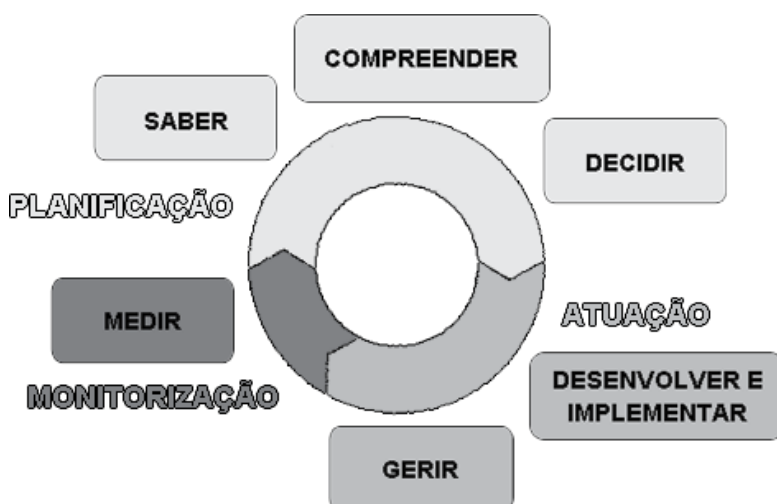 COMPREENDER
SABER
DECIDIR
PLANIFICAÇÃO
MEDIR
ATUAÇÃO
DESENVOLVER E
IMPLEMENTAR
MONITORIZAÇÃO
GERIR